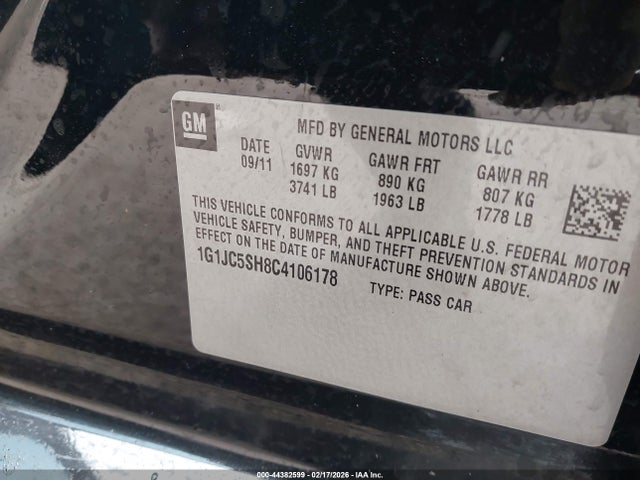 GM
MFD BY GENERAL MOTORS LLC
DATE GVWR GAWR FRT GAWR RR
09/11 1697 KG 890 KG 807 KG
3741 LB 1963 LB 1778 LB
THIS VEHICLE CONFORMS TO ALL APPLICABLE U.S. FEDERAL MOTOR
VEHICLE SAFETY, BUMPER, AND THEFT PREVENTION STANDARDS IN
EFFECT ON THE DATE OF MANUFACTURE SHOWN ABOVE.
1G1JC5SH8C4106178 TYPE: PASS CAR
000-44382599 - 02/17/2026 - IAA Inc.